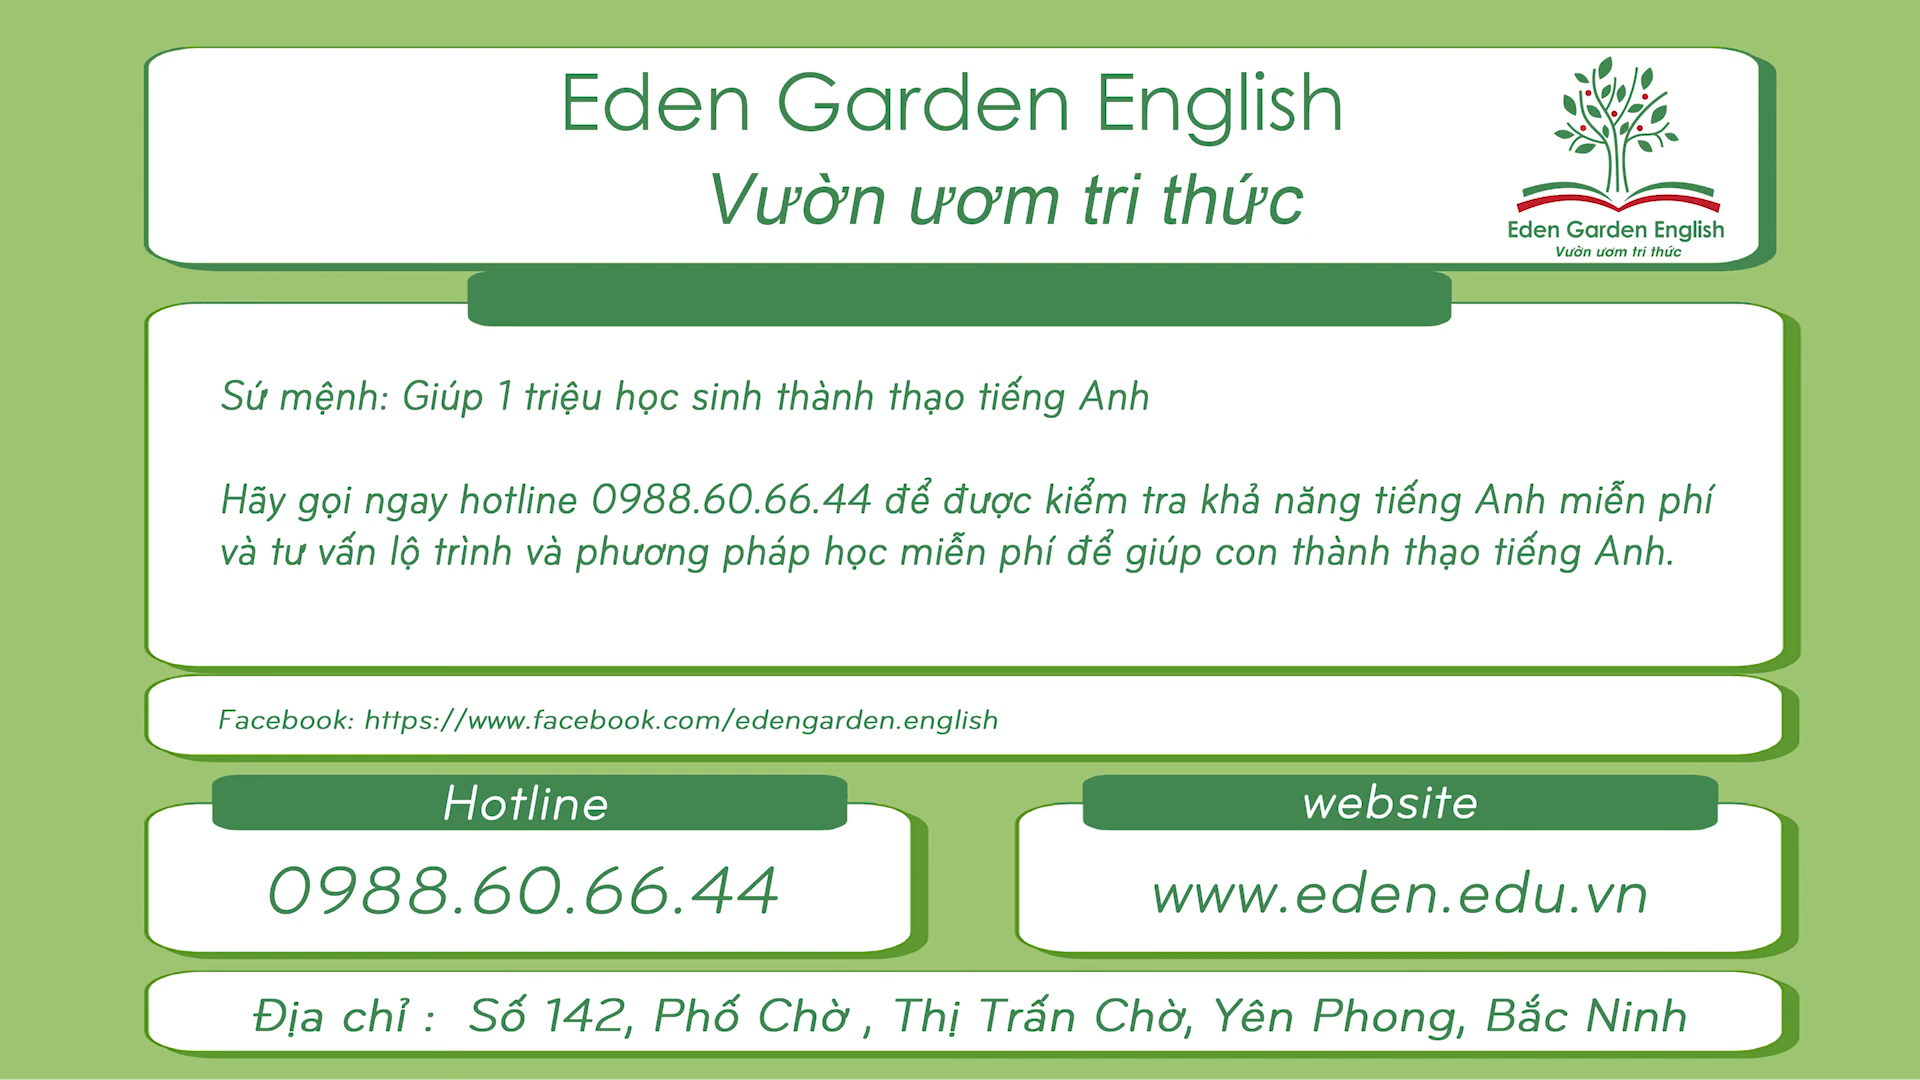 Eden Garden English
Vườn ươm tri thức
Eden Garden English
Vườn ươm tri thức
Sứ mệnh: Giúp 1 triệu học sinh thành thạo tiếng Anh
Hãy gọi ngay hotline 0988.60.66.44 để được kiểm tra khả năng tiếng Anh miễn phí
và tư vấn lộ trình và phương pháp học miễn phí để giúp con thành thạo tiếng Anh.
Facebook: https://www.facebook.com/edengarden.english
Hotline
0988.60.66.44
website
www.eden.edu.vn
Địa chỉ : Số 142, Phố Chờ , Thị Trấn Chờ, Yên Phong, Bắc Ninh